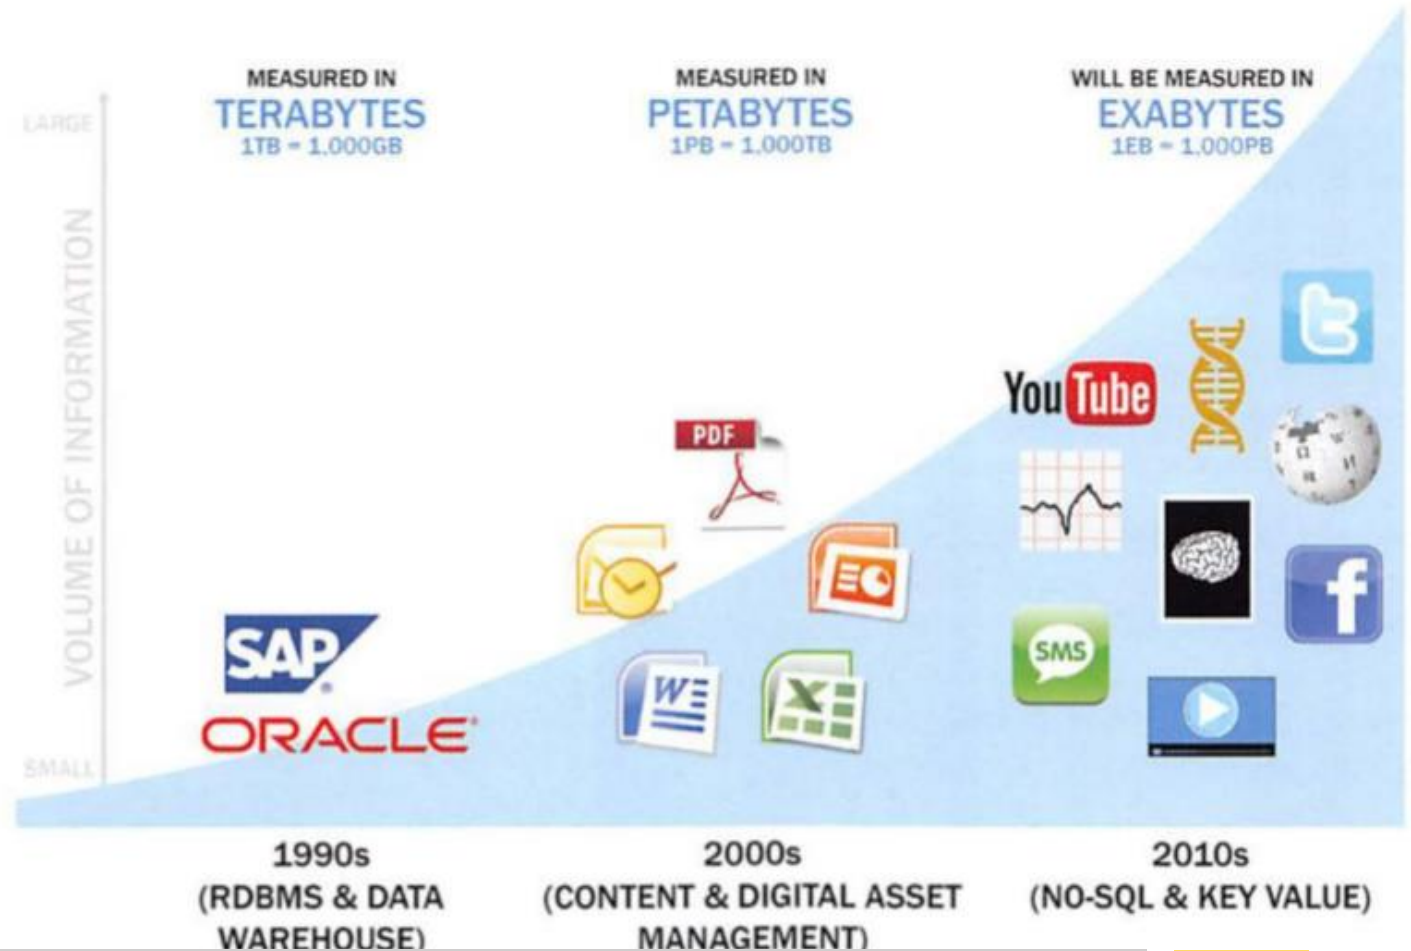 MEASURED IN
TERABYTES
1TB = 1,000GB
MEASURED IN
PETABYTES
1PB = 1,000TB
WILL BE MEASURED IN
EXABYTES
1EB = 1,000PB
LARGE
VOLUME OF INFORMATION
SMALL
SAP®
ORACLE®
PDF
W
X
YouTube
t
W
Ω
И
SMS
f
1990s
(RDBMS & DATA
WAREHOUSE)
2000s
(CONTENT & DIGITAL ASSET
MANAGEMENT)
2010s
(NO-SQL & KEY VALUE)